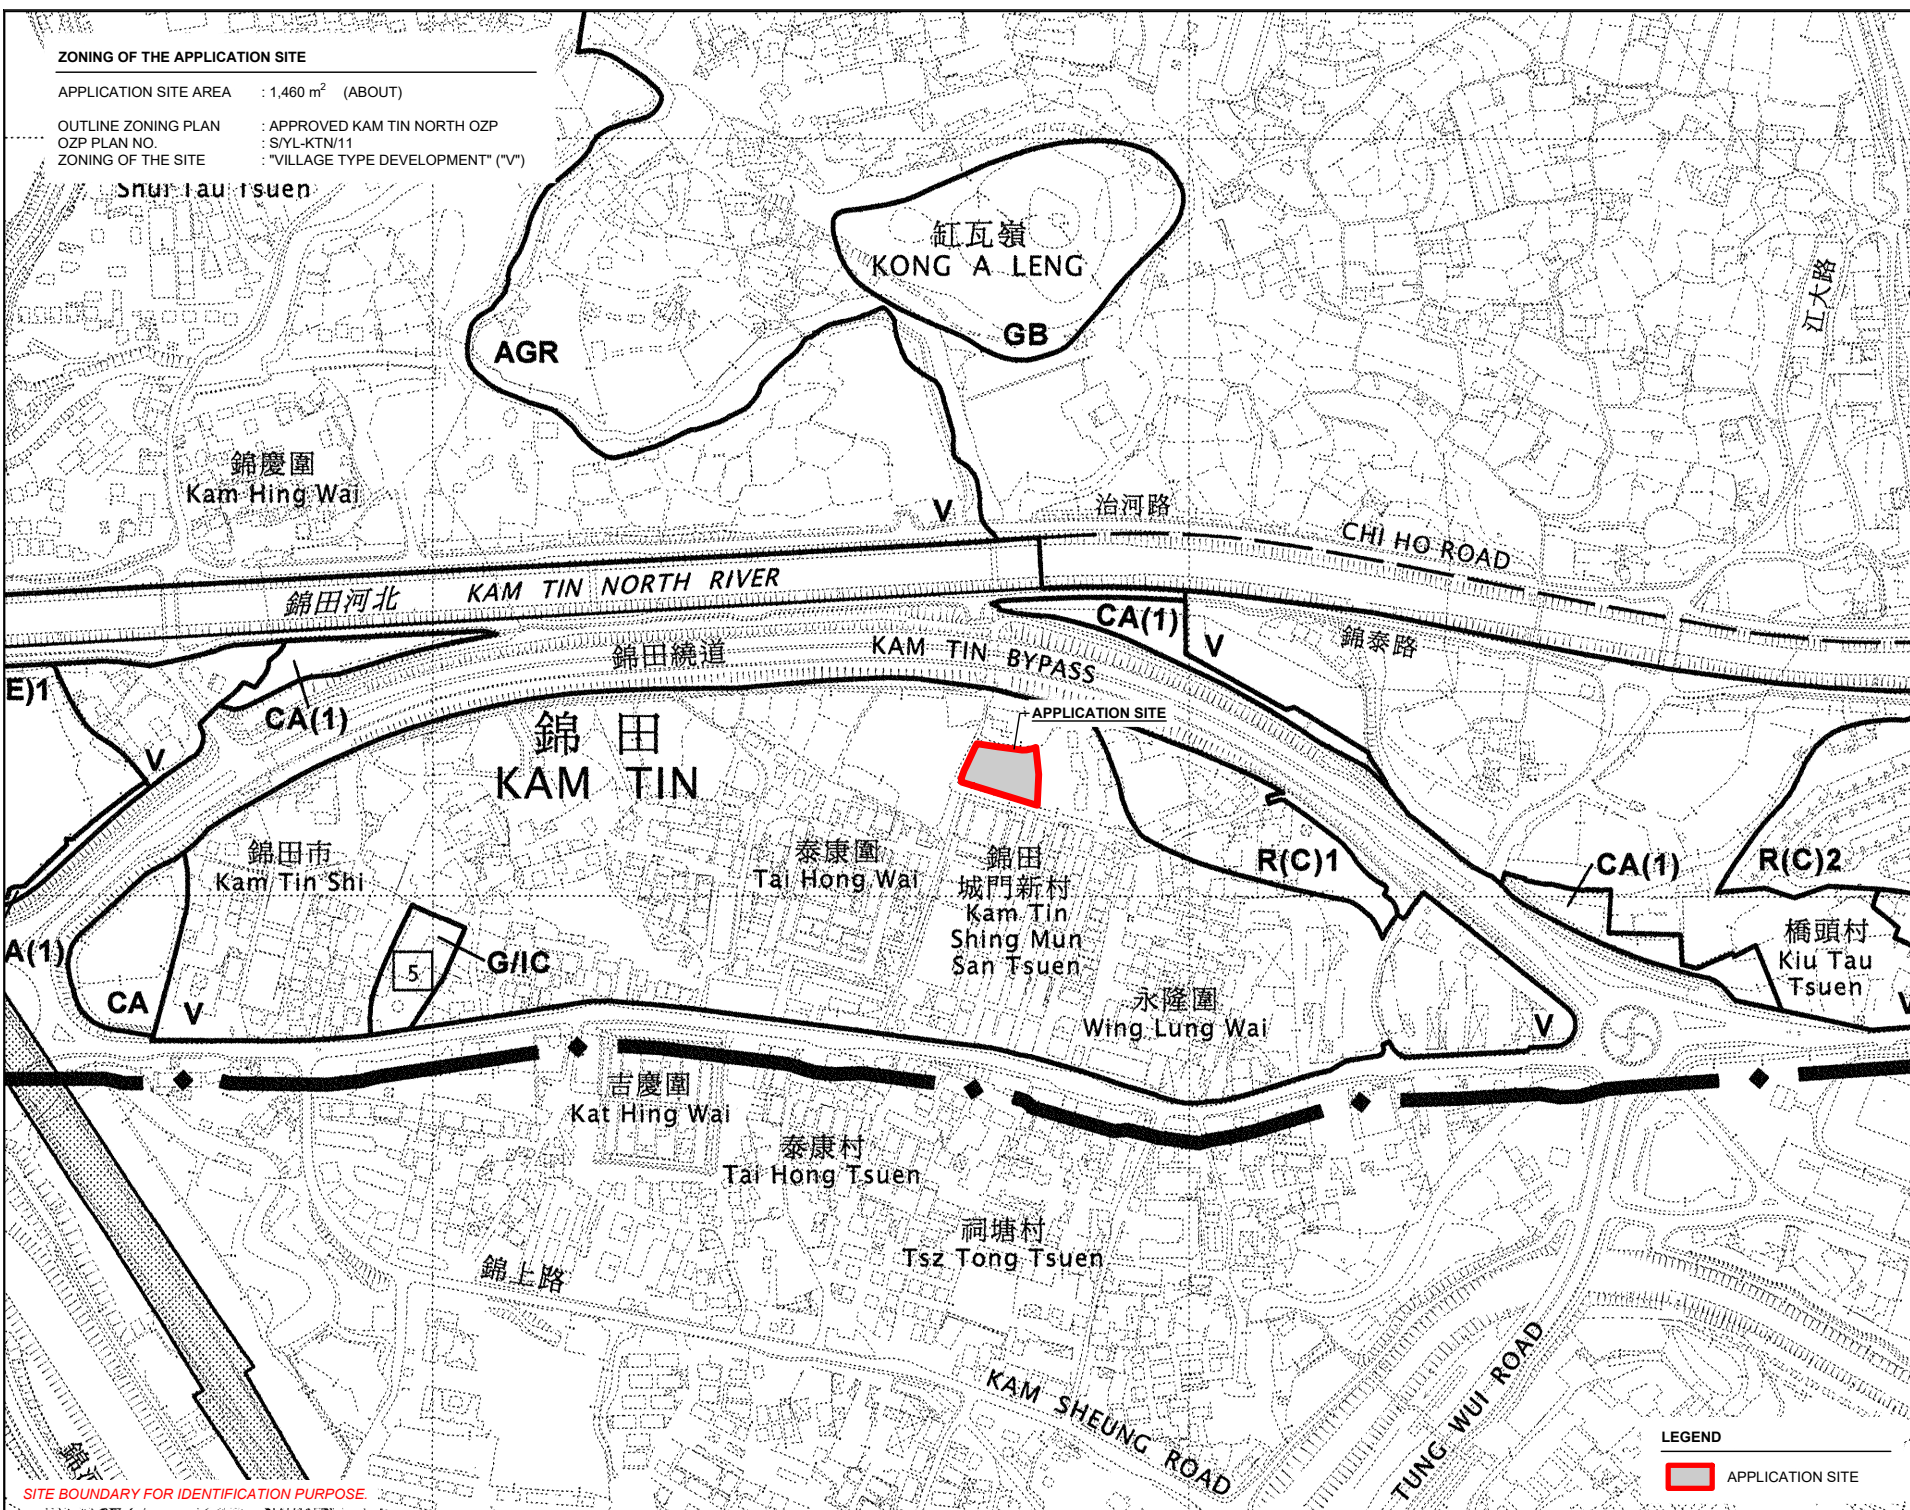 ZONING OF THE APPLICATION SITE
APPLICATION SITE AREA : 1,460 m² (ABOUT)
OUTLINE ZONING PLAN : APPROVED KAM TIN NORTH OZP
OZP PLAN NO. : S/YL-KTN/11
ZONING OF THE SITE : "VILLAGE TYPE DEVELOPMENT" ("V")
Shui Tau Tsuen
缸瓦嶺
KONG A LENG
GB
AGR
江大路
錦慶圍
Kam Hing Wai
V
治河路
CHI HO ROAD
錦田河北
KAM TIN NORTH RIVER
CA(1)
V
錦泰路
錦田繞道
KAM TIN BYPASS
E)1
CA(1)
V
APPLICATION SITE
錦田
KAM TIN
錦田市
Kam Tin Shi
泰康圍
Tai Hong Wai
錦田
城門新村
Kam Tin
Shing Mun
San Tsuen
R(C)1
CA(1)
R(C)2
橋頭村
Kiu Tau
Tsuen
V
A(1)
CA
V
5
G/IC
永隆圍
Wing Lung Wai
V
吉慶圍
Kat Hing Wai
泰康村
Tai Hong Tsuen
祠塘村
Tsz Tong Tsuen
錦上路
KAM SHEUNG ROAD
TUNG WUI ROAD
LEGEND
APPLICATION SITE
SITE BOUNDARY FOR IDENTIFICATION PURPOSE.